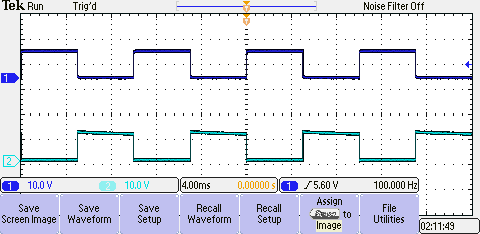 Tek Run Trig'd Noise Filter Off
T
1
2
1 10.0 V 2 10.0 V 4.00ms 0.00000 s 1 5.60 V 100.000 Hz
Save Screen Image
Save Waveform
Save Setup
Recall Waveform
Recall Setup
Assign
to
Image
File Utilities
02:11:49